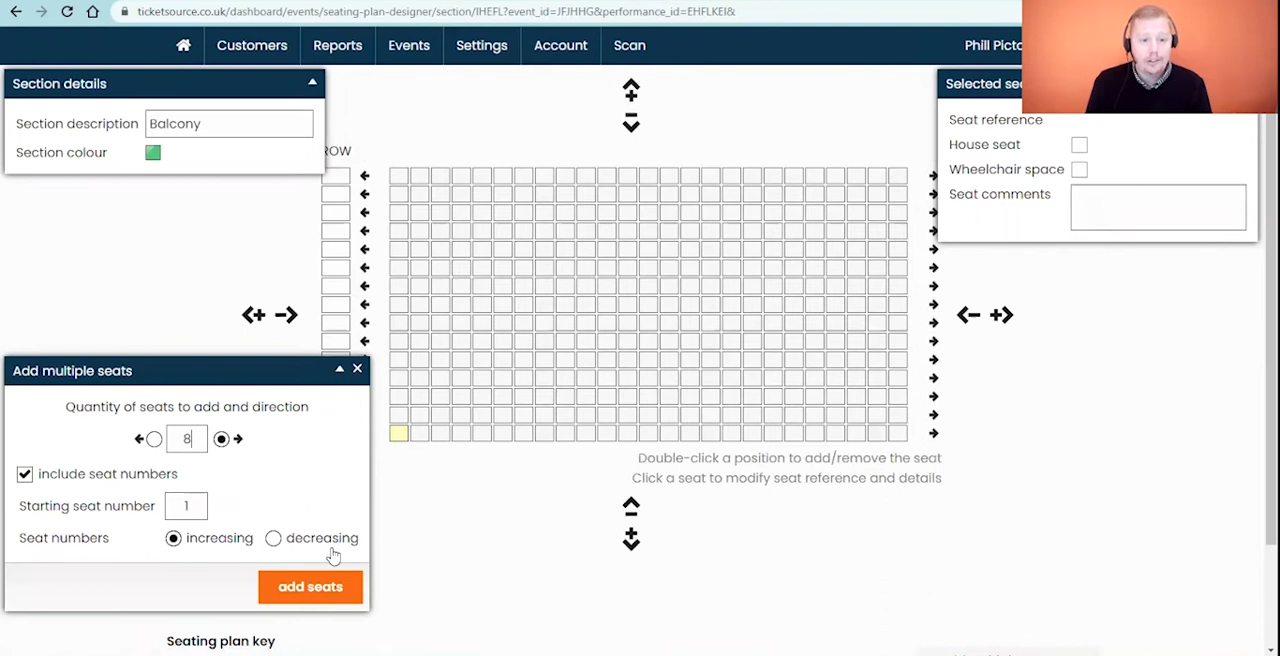 ticketsource.co.uk/dashboard/events/seating-plan-designer/section/IHEFL?event_id=JFJHHG&performance_id=EHFLKEI&
Customers Reports Events Settings Account Scan Phill
Section details
Section description Balcony
Section colour
ROW
Seat reference
House seat
Wheelchair space
Seat comments
Add multiple seats
Quantity of seats to add and direction
8
include seat numbers
Starting seat number 1
Seat numbers increasing decreasing
add seats
Double-click a position to add/remove the seat
Click a seat to modify seat reference and details
Seating plan key